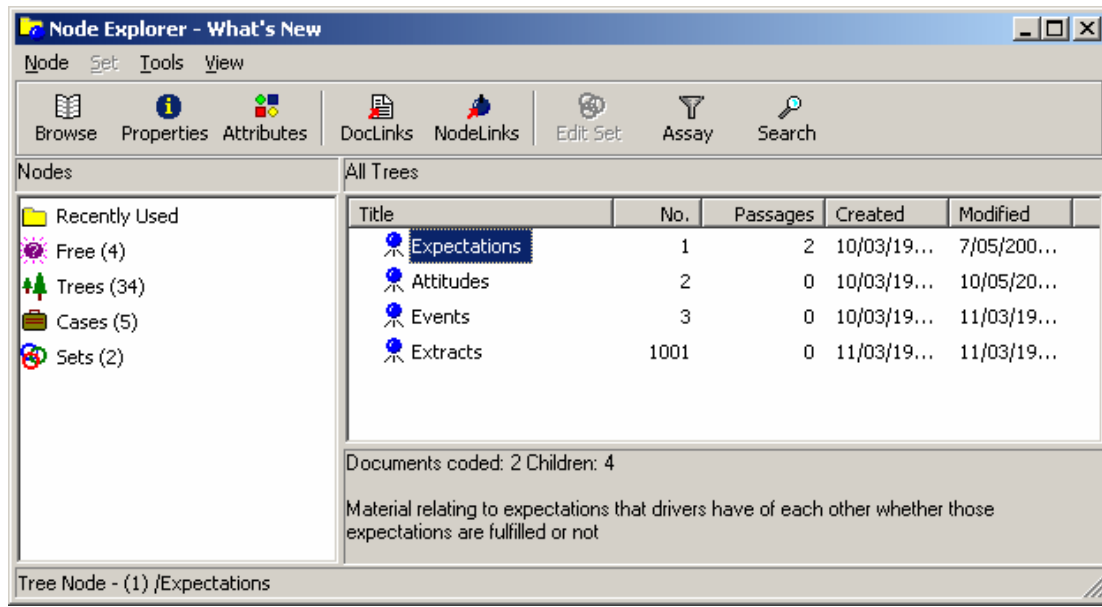 Node Explorer - What's New
Node Set Tools View
Browse Properties Attributes DocLinks NodeLinks Edit Set Assay Search
Nodes
All Trees
Recently Used
Free (4)
Trees (34)
Cases (5)
Sets (2)
Title No. Passages Created Modified
Expectations 1 2 10/03/19... 7/05/200...
Attitudes 2 0 10/03/19... 10/05/20...
Events 3 0 10/03/19... 11/03/19...
Extracts 1001 0 11/03/19... 11/03/19...
Documents coded: 2 Children: 4
Material relating to expectations that drivers have of each other whether those
expectations are fulfilled or not
Tree Node - (1) /Expectations